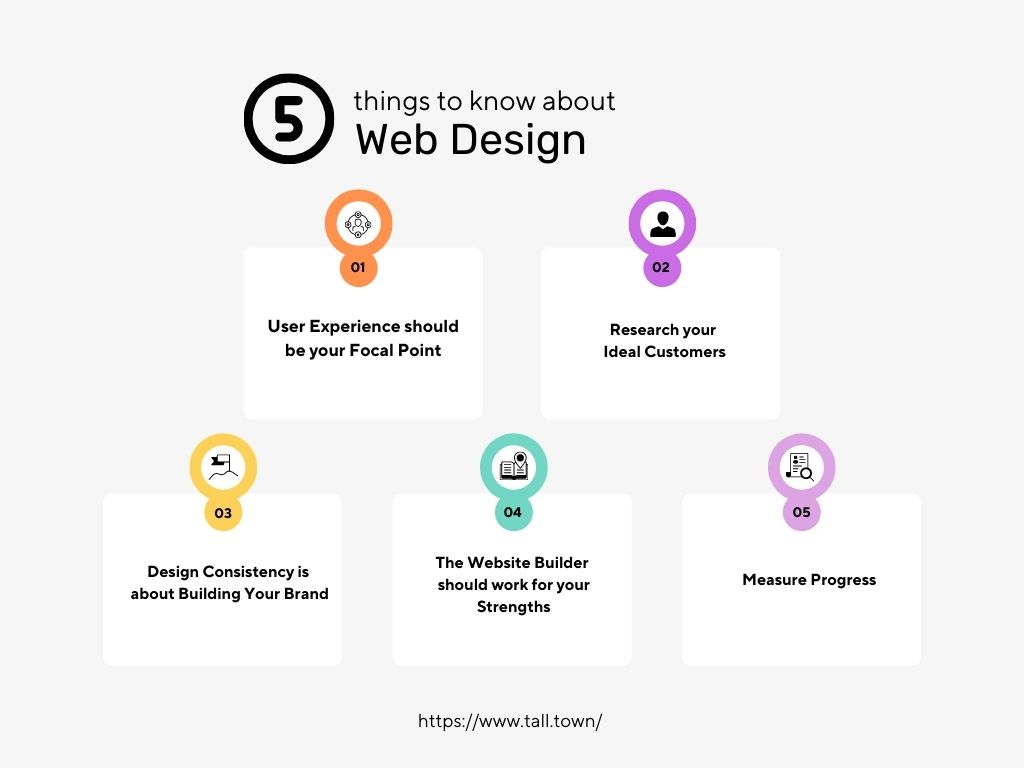 5
things to know about
Web Design
01
User Experience should
be your Focal Point
02
Research your
Ideal Customers
03
Design Consistency is
about Building Your Brand
04
The Website Builder
should work for your
Strengths
05
Measure Progress
https://www.tall.town/